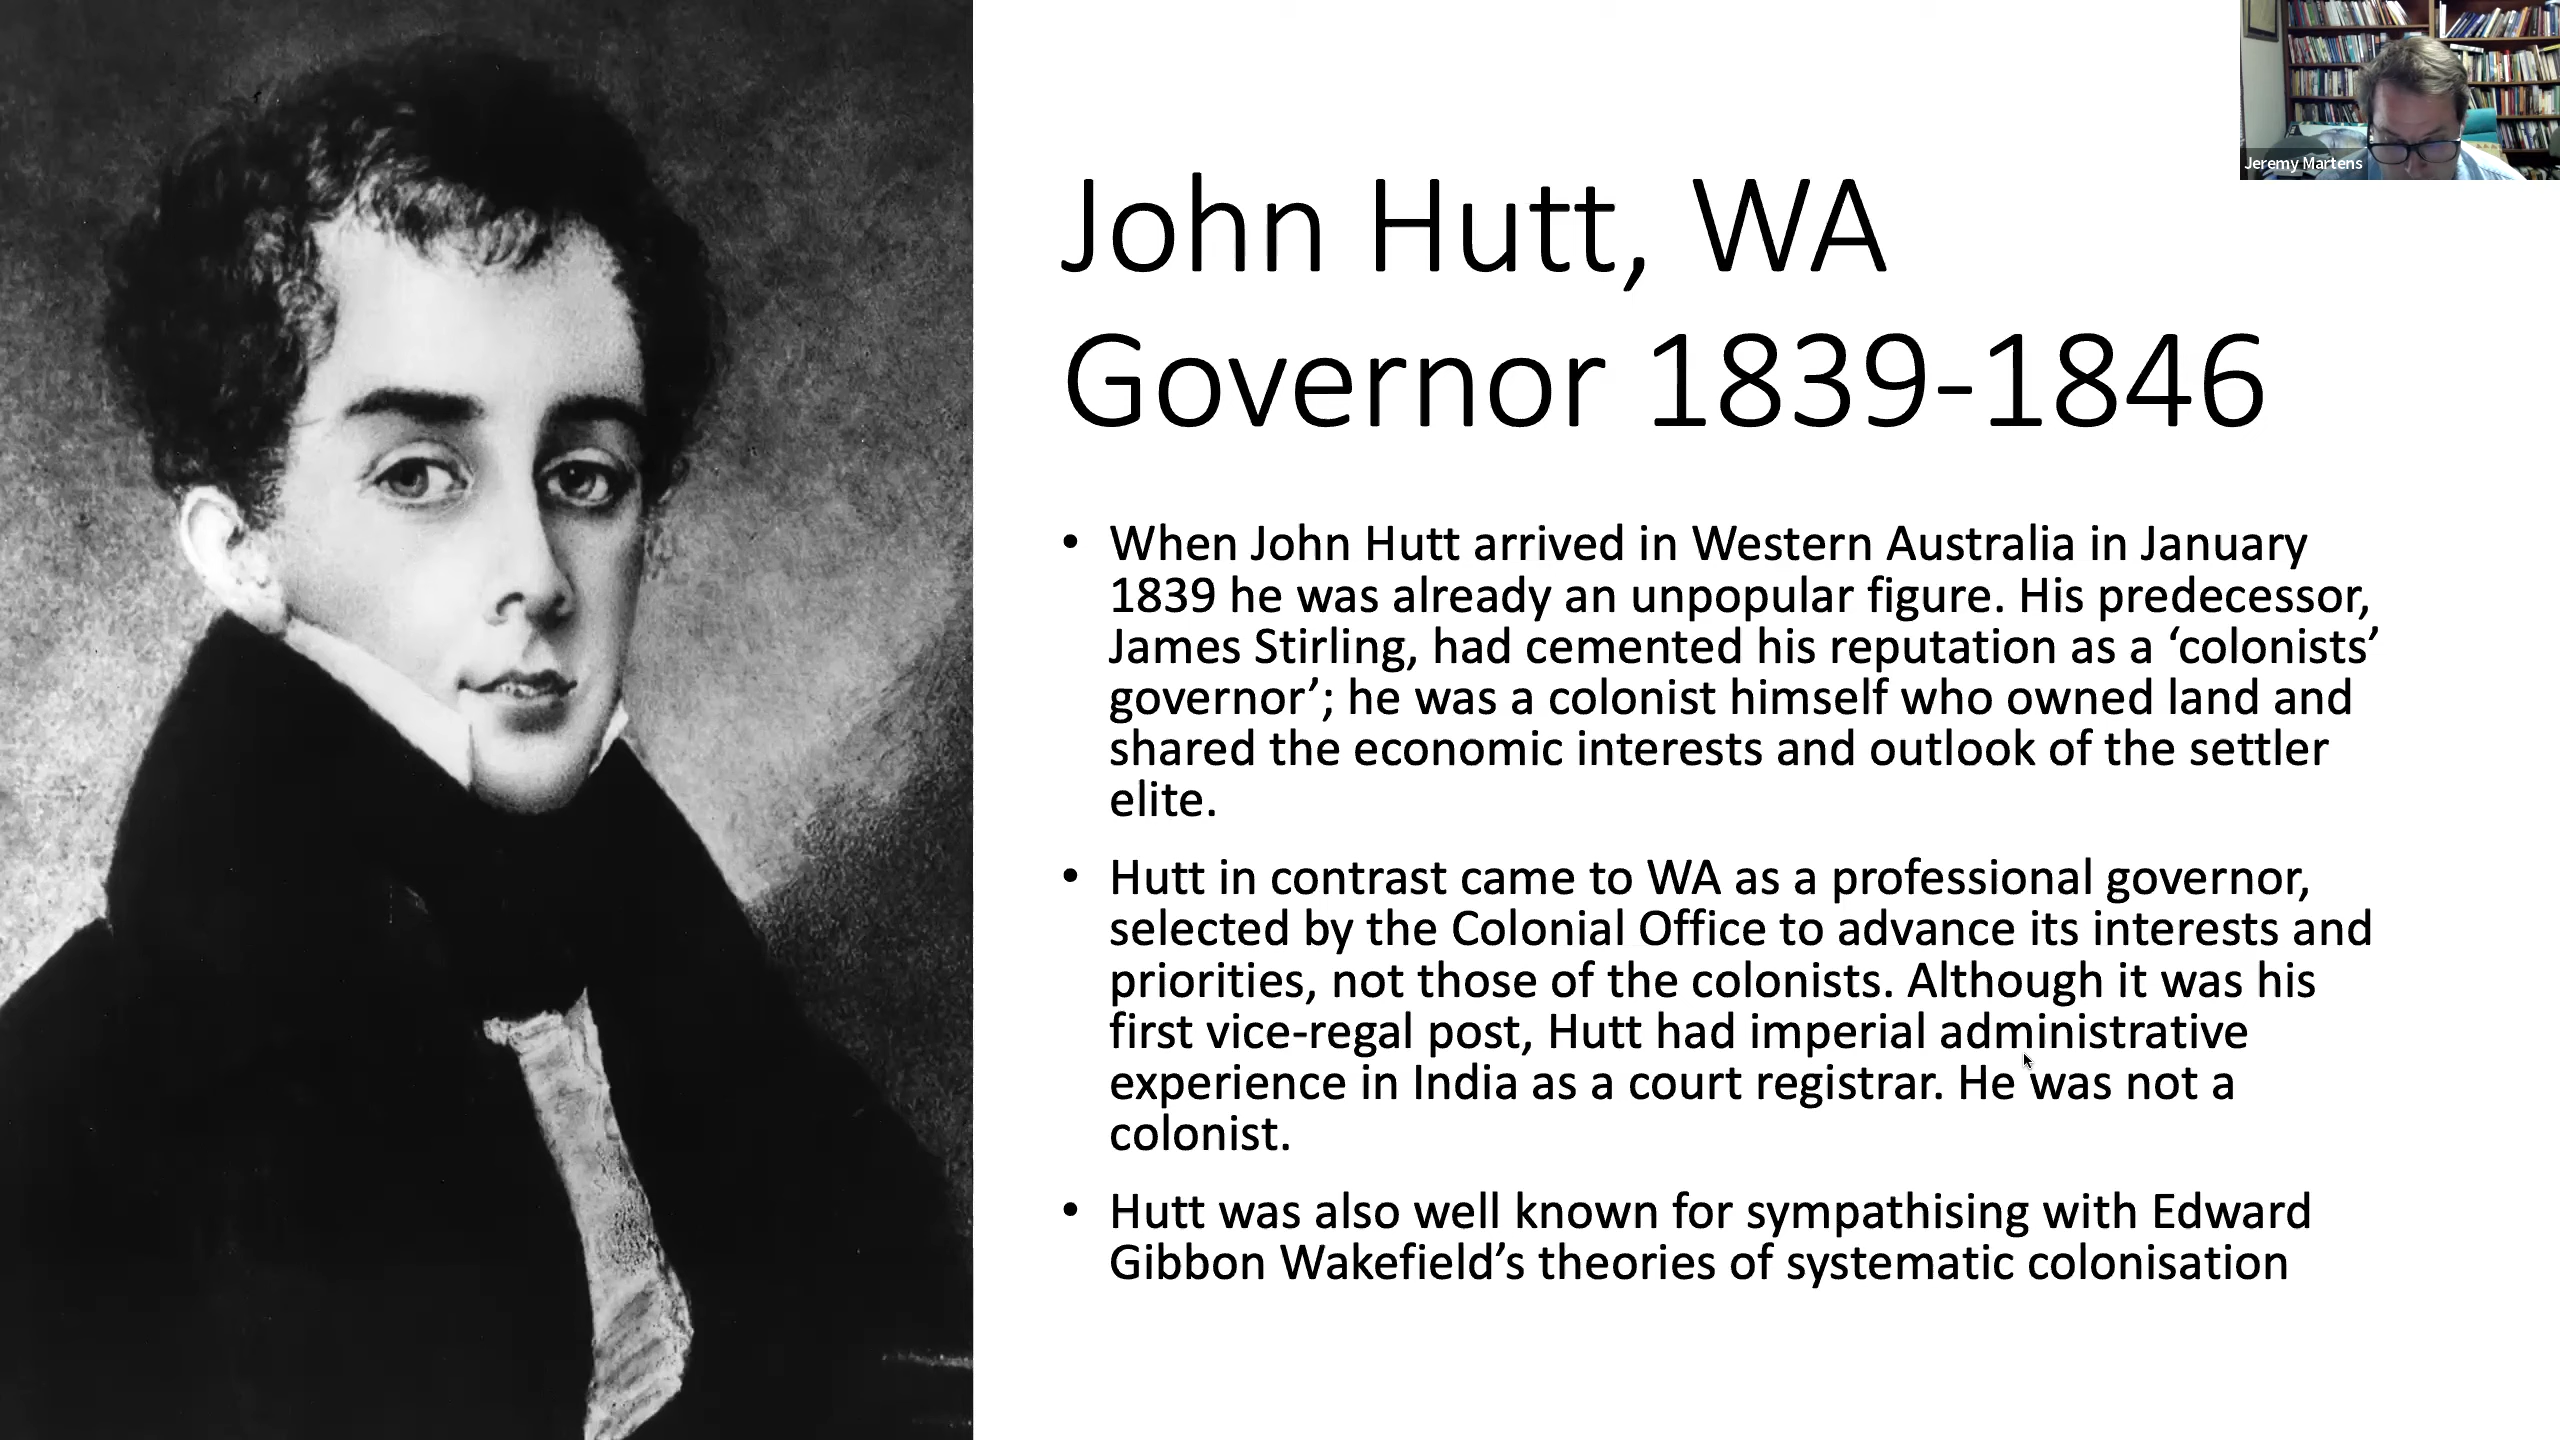 Jeremy Martens
John Hutt, WA
Governor 1839-1846
• When John Hutt arrived in Western Australia in January
1839 he was already an unpopular figure. His predecessor,
James Stirling, had cemented his reputation as a ‘colonists’
governor’; he was a colonist himself who owned land and
shared the economic interests and outlook of the settler
elite.
• Hutt in contrast came to WA as a professional governor,
selected by the Colonial Office to advance its interests and
priorities, not those of the colonists. Although it was his
first vice-regal post, Hutt had imperial administrative
experience in India as a court registrar. He was not a
colonist.
• Hutt was also well known for sympathising with Edward
Gibbon Wakefield’s theories of systematic colonisation